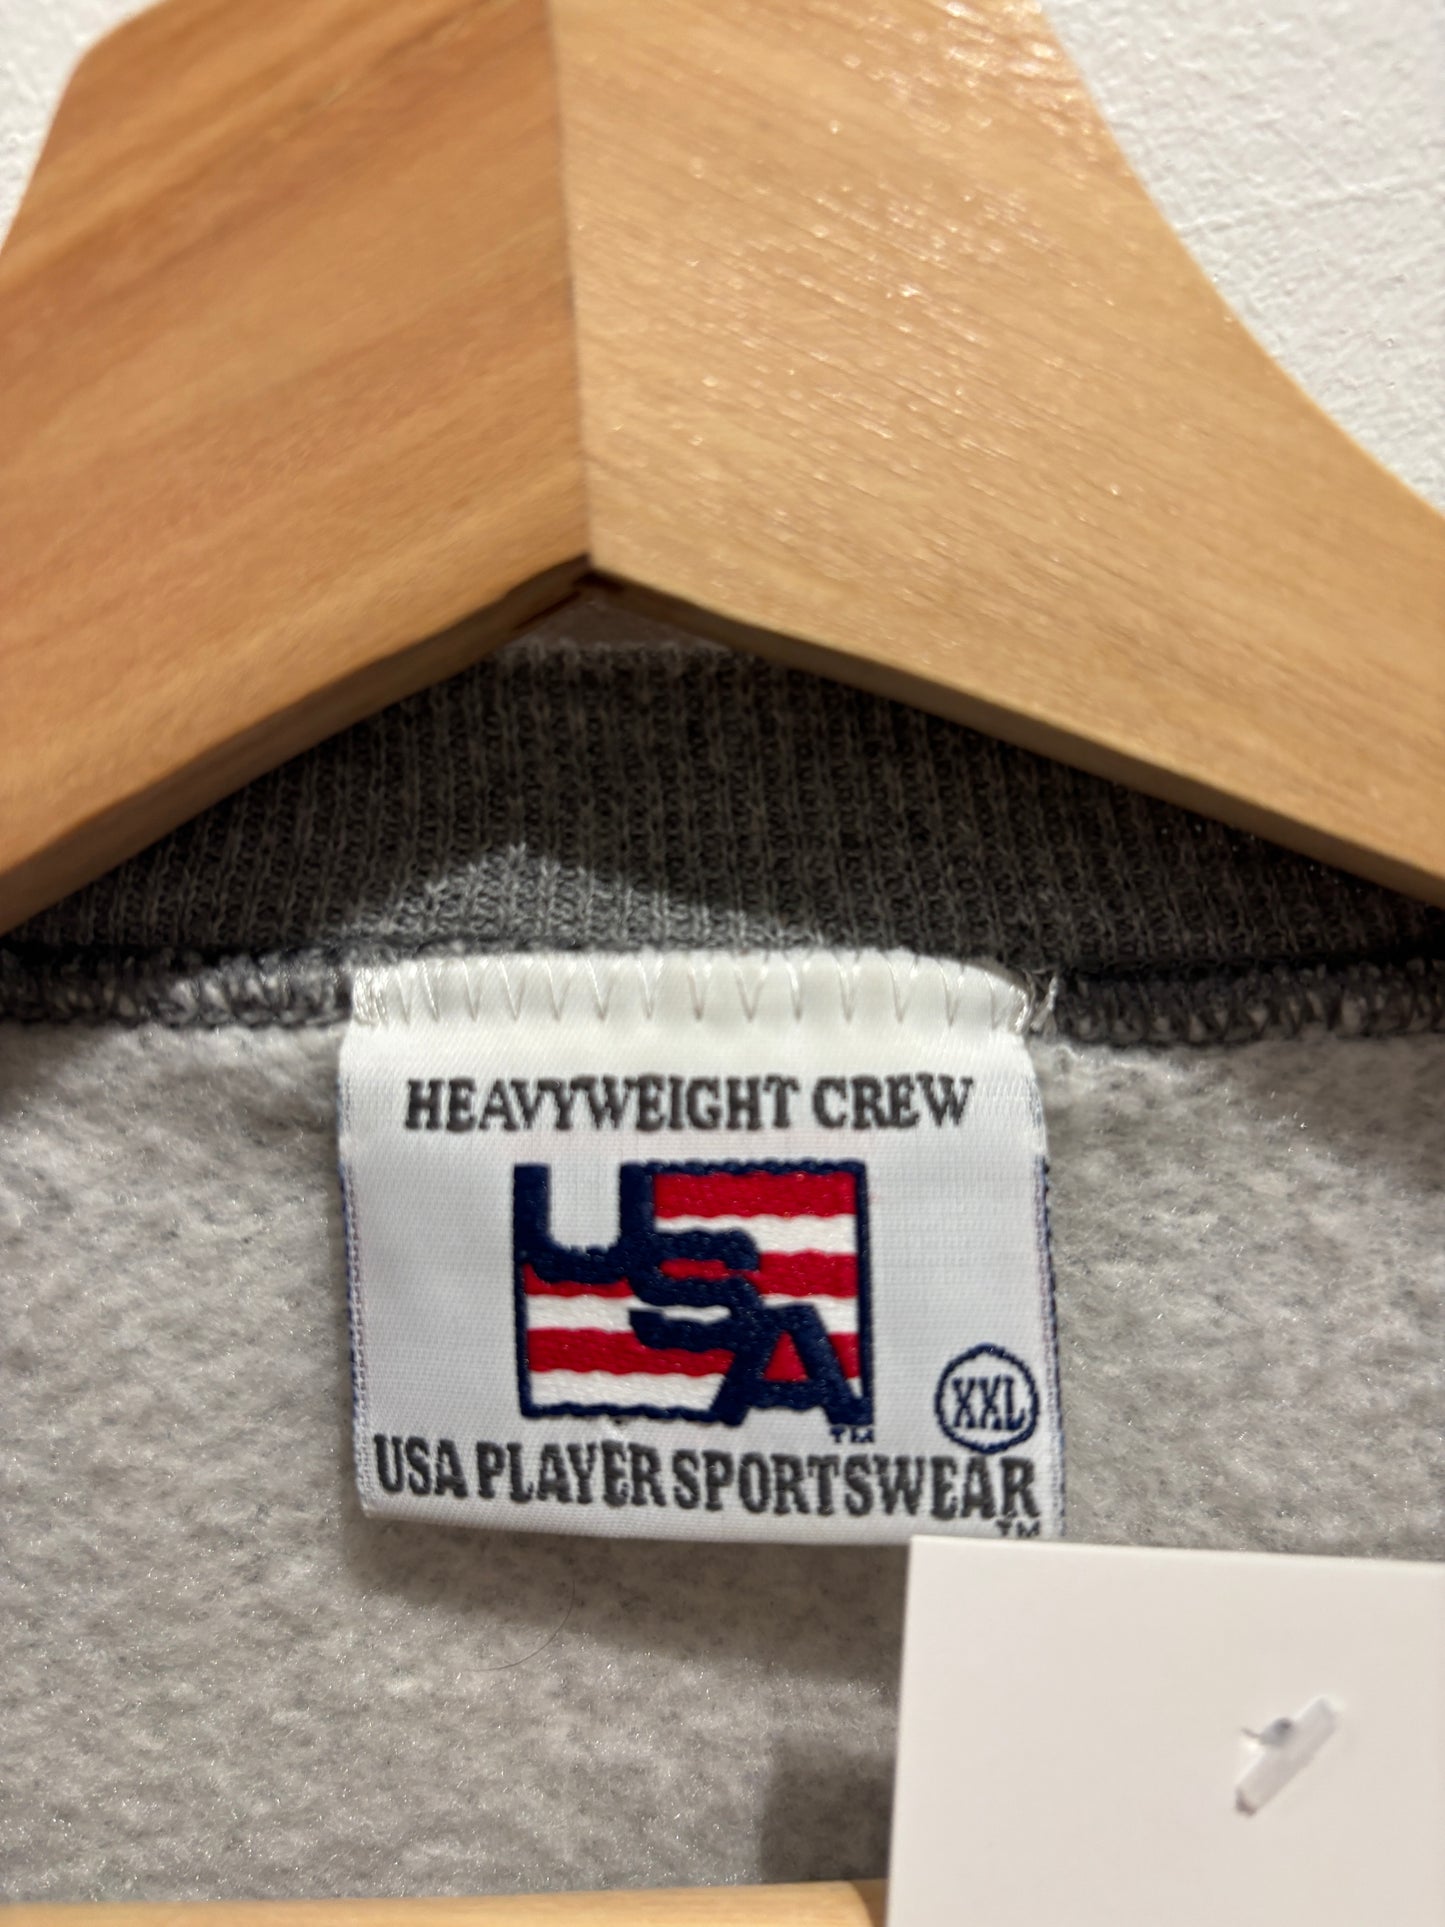 HEAVYWEIGHT CREW
USA
TM
XXL
USA PLAYER SPORTSWEAR
TM